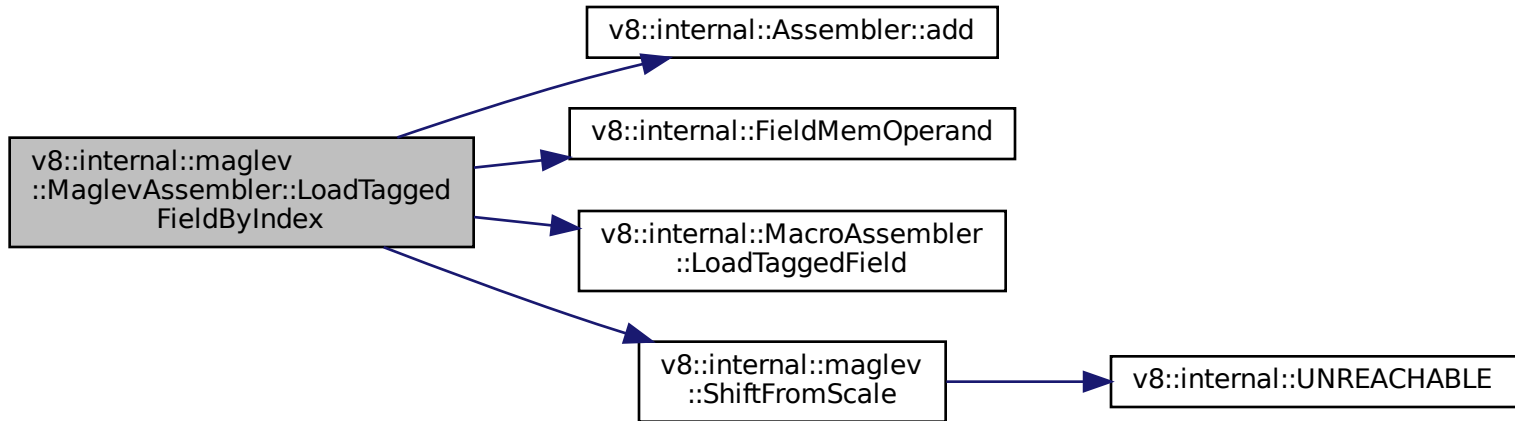 v8::internal::Assembler::add
v8::internal::FieldMemOperand
v8::internal::maglev
::MaglevAssembler::LoadTagged
FieldByIndex
v8::internal::MacroAssembler
::LoadTaggedField
v8::internal::maglev
::ShiftFromScale
v8::internal::UNREACHABLE